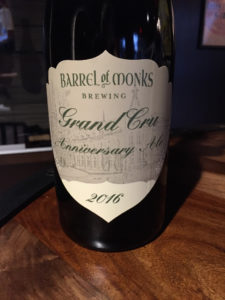 BARREL of MONKS
BREWING
Grand Cru
Anniversary Ale
2016